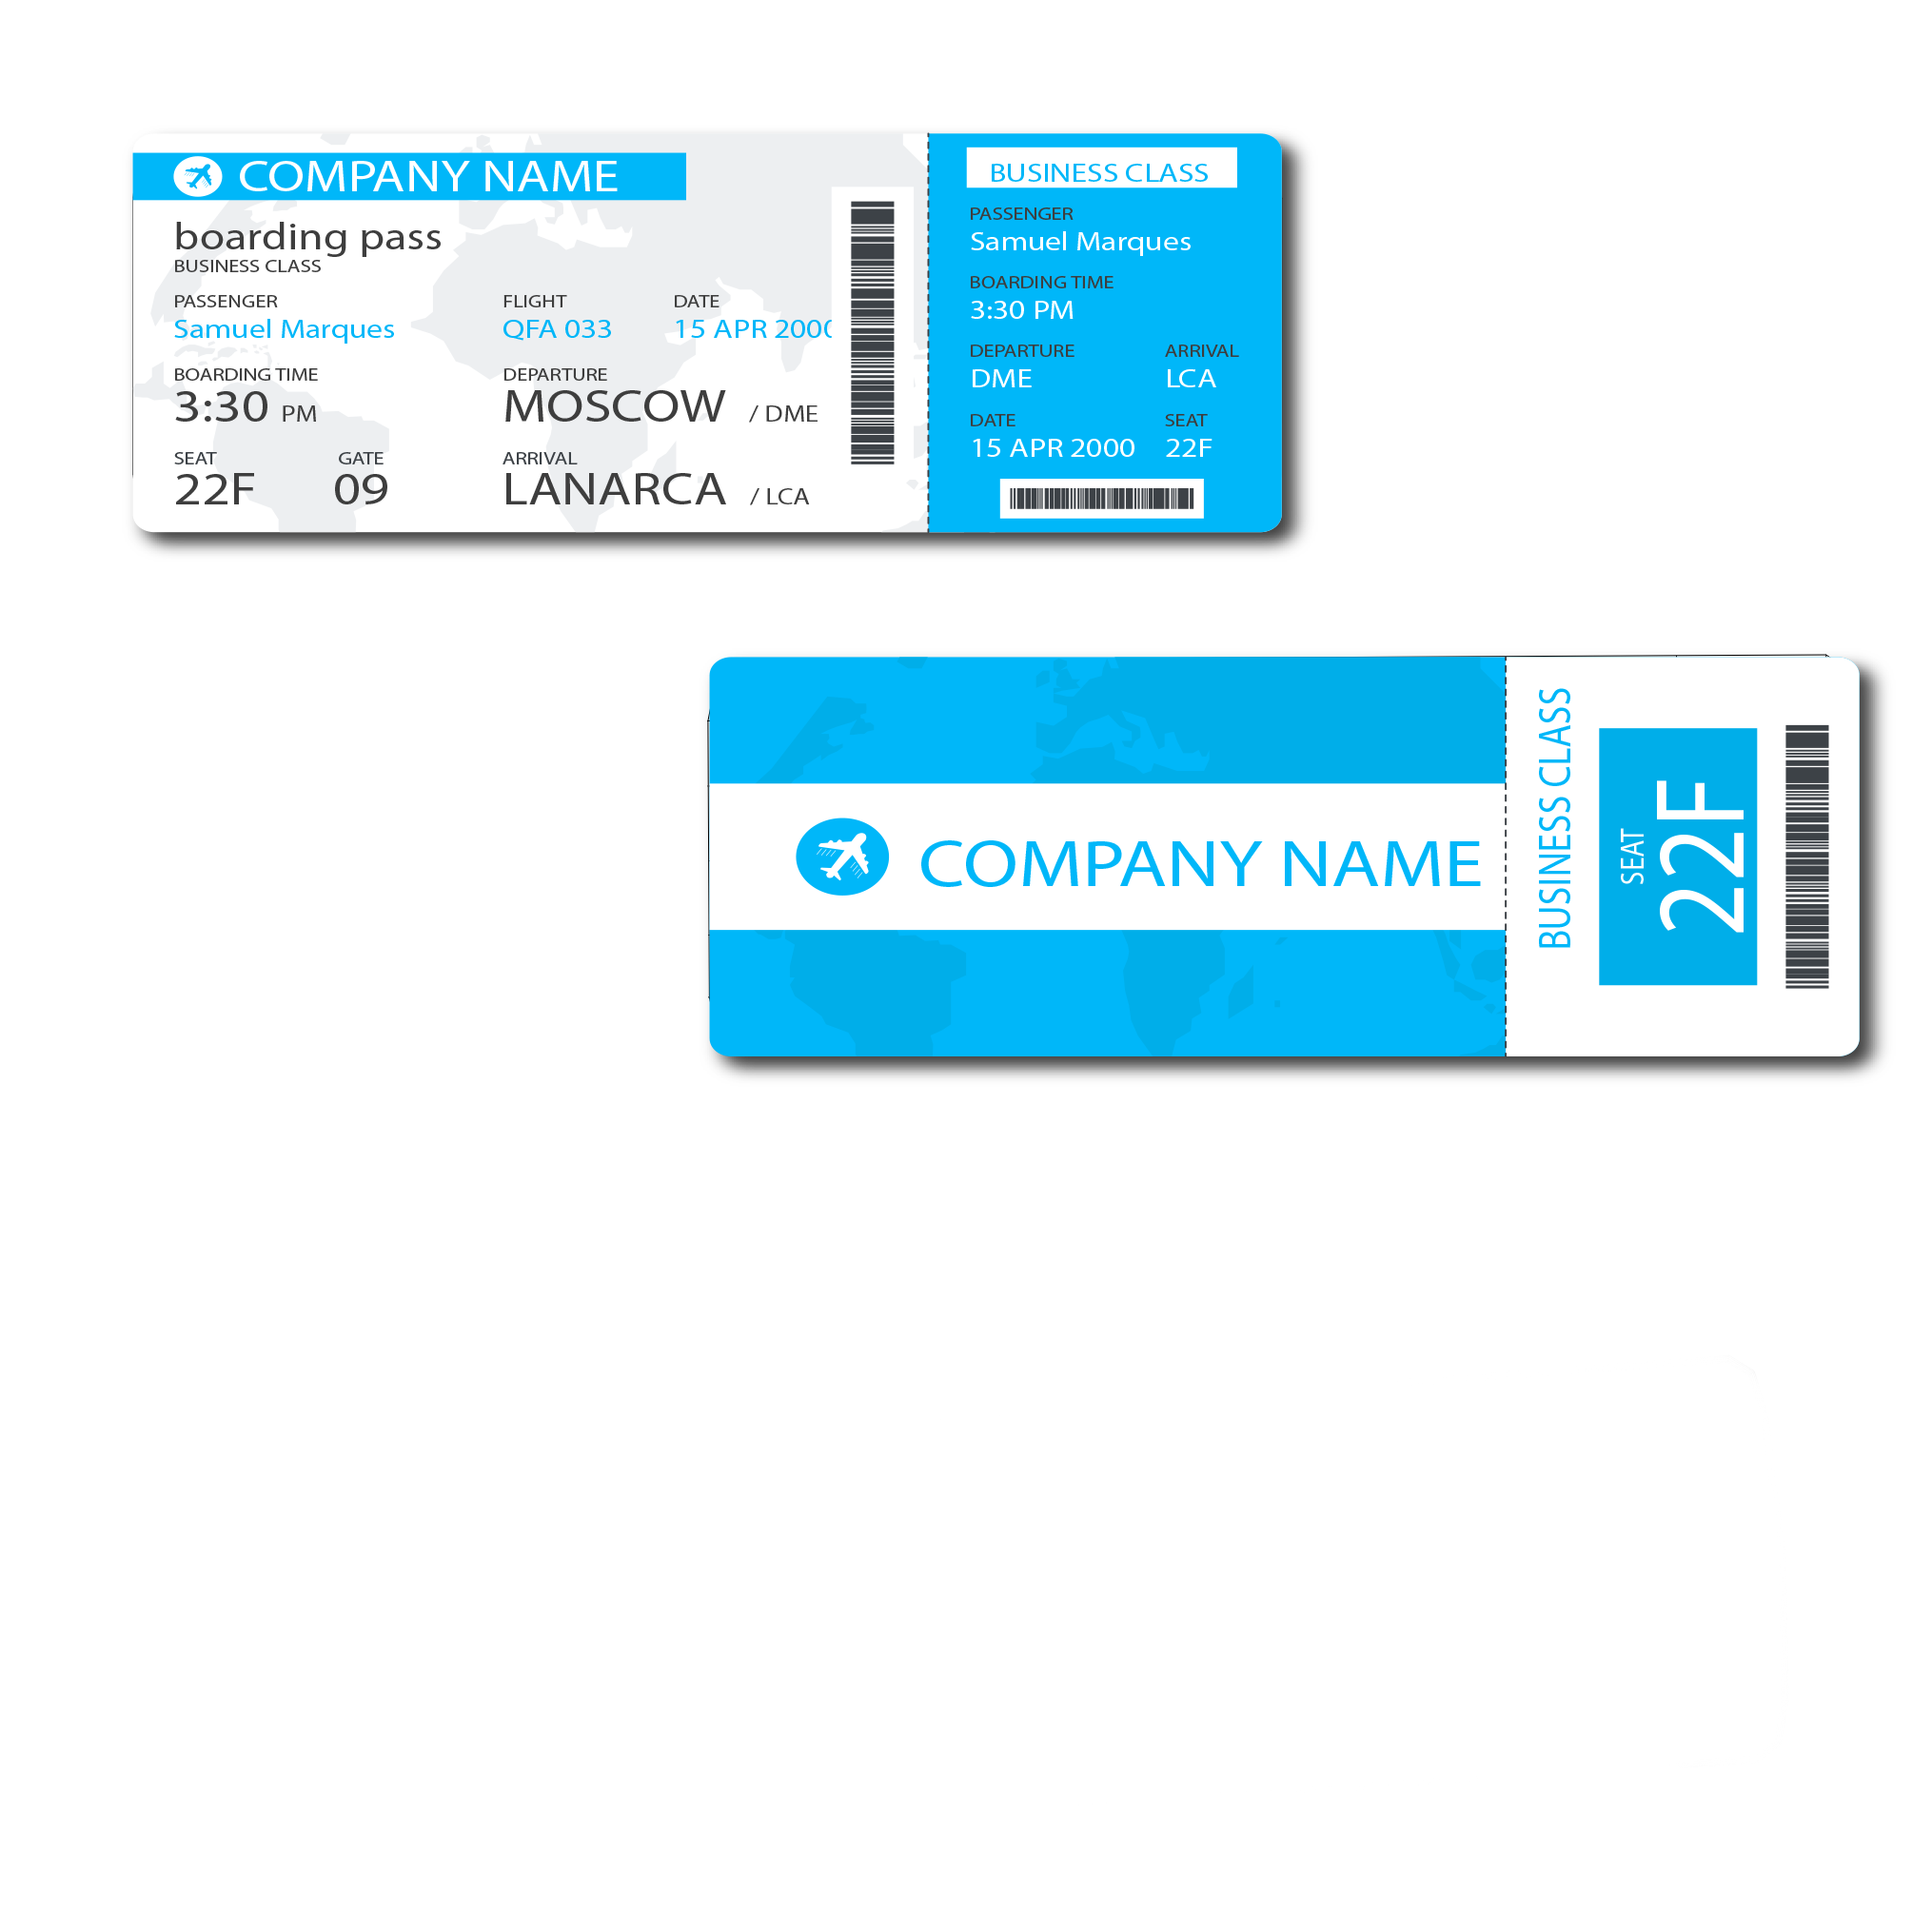 COMPANY NAME
boarding pass
BUSINESS CLASS
PASSENGER FLIGHT DATE
Samuel Marques QFA 033 15 APR 2000
BOARDING TIME DEPARTURE
3:30 PM MOSCOW / DME
SEAT GATE ARRIVAL
22F 09 LANARCA / LCA
BUSINESS CLASS
PASSENGER
Samuel Marques
BOARDING TIME
3:30 PM
DEPARTURE ARRIVAL
DME LCA
DATE SEAT
15 APR 2000 22F
COMPANY NAME
BUSINESS CLASS
SEAT
22F